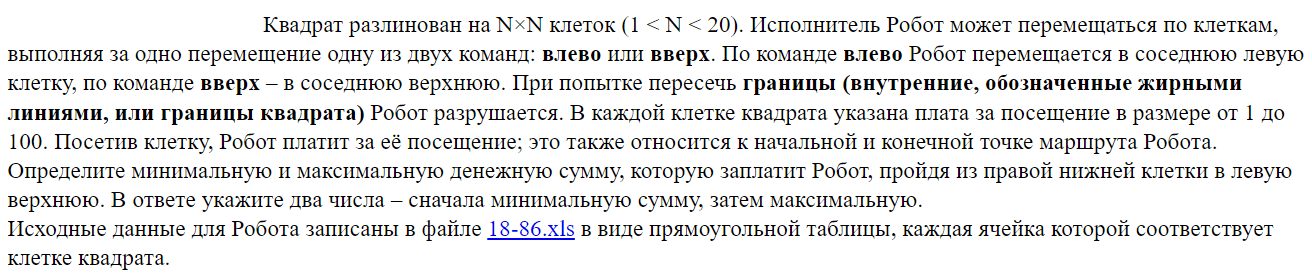 Квадрат разлинован на N×N клеток (1 < N < 20). Исполнитель Робот может перемещаться по клеткам,
выполняя за одно перемещение одну из двух команд: влево или вверх. По команде влево Робот перемещается в соседнюю левую
клетку, по команде вверх – в соседнюю верхнюю. При попытке пересечь границы (внутренние, обозначенные жирными
линиями, или границы квадрата) Робот разрушается. В каждой клетке квадрата указана плата за посещение в размере от 1 до
100. Посетив клетку, Робот платит за её посещение; это также относится к начальной и конечной точке маршрута Робота.
Определите минимальную и максимальную денежную сумму, которую заплатит Робот, пройдя из правой нижней клетки в левую
верхнюю. В ответе укажите два числа – сначала минимальную сумму, затем максимальную.
Исходные данные для Робота записаны в файле 18-86.xls в виде прямоугольной таблицы, каждая ячейка которой соответствует
клетке квадрата.